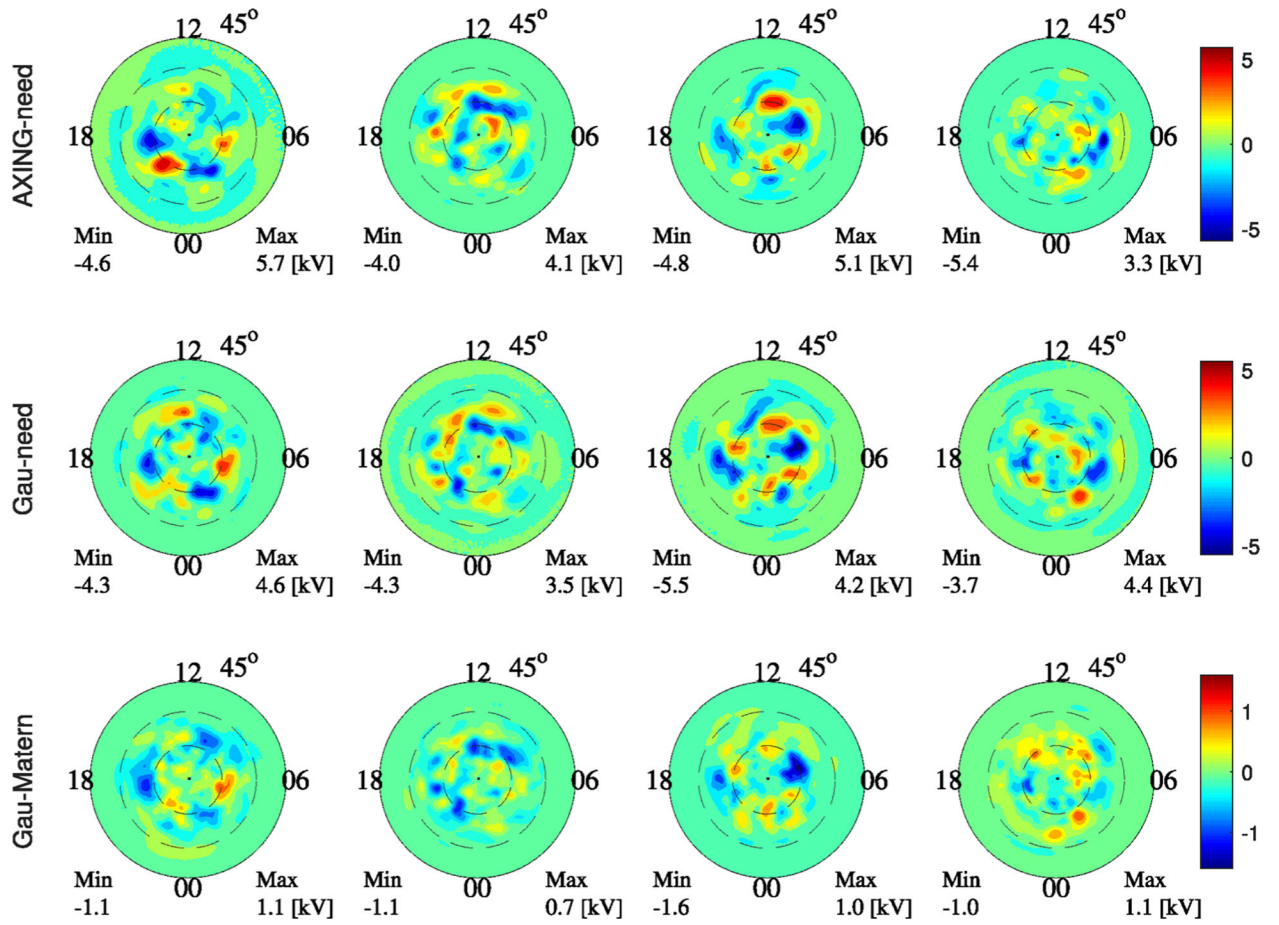 12 45° 12 45° 12 45° 12 45°
AXING-need
18 06 18 06 18 06 18 06
5
0
-5
00 00 00 00
Min Max Min Max Min Max Min Max
-4.6 5.7 [kV] -4.0 4.1 [kV] -4.8 5.1 [kV] -5.4 3.3 [kV]
12 45° 12 45° 12 45° 12 45°
Gau-need
18 06 18 06 18 06 18 06
5
0
-5
00 00 00 00
Min Max Min Max Min Max Min Max
-4.3 4.6 [kV] -4.3 3.5 [kV] -5.5 4.2 [kV] -3.7 4.4 [kV]
12 45° 12 45° 12 45° 12 45°
Gau-Matern
18 06 18 06 18 06 18 06
1
0
-1
00 00 00 00
Min Max Min Max Min Max Min Max
-1.1 1.1 [kV] -1.1 0.7 [kV] -1.6 1.0 [kV] -1.0 1.1 [kV]